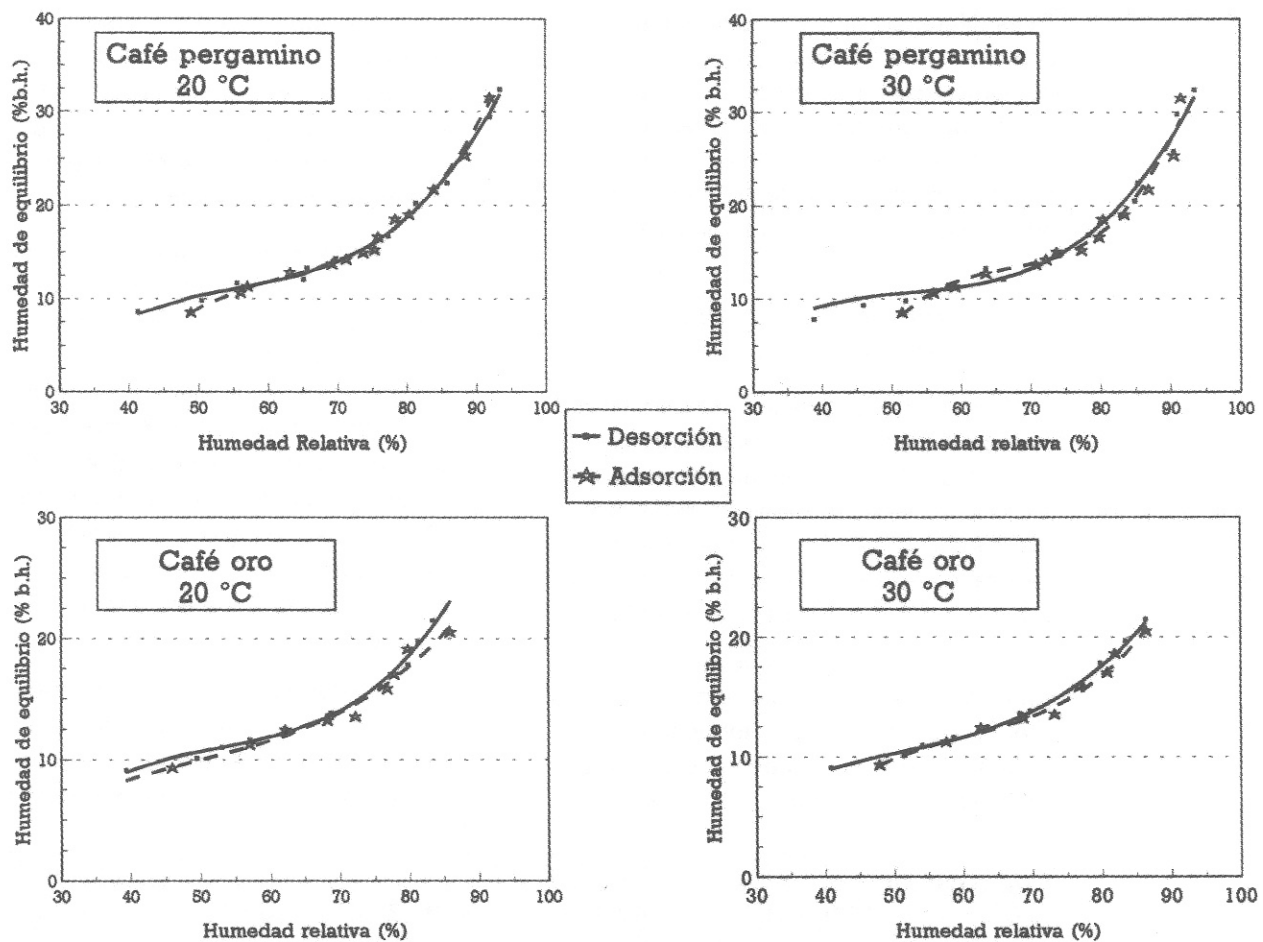 Café pergamino
20 °C
Humedad de equilibrio (%b.h.)
40
30
20
10
0
30 40 50 60 70 80 90 100
Humedad Relativa (%)
Café pergamino
30 °C
Humedad de equilibrio (% b.h.)
40
30
20
10
0
30 40 50 60 70 80 90 100
Humedad relativa (%)
Desorción
Adsorción
Café oro
20 °C
Humedad de equilibrio (% b.h.)
30
20
10
0
30 40 50 60 70 80 90 100
Humedad relativa (%)
Café oro
30 °C
Humedad de equilibrio (% b.h.)
30
20
10
0
30 40 50 60 70 80 90 100
Humedad relativa (%)